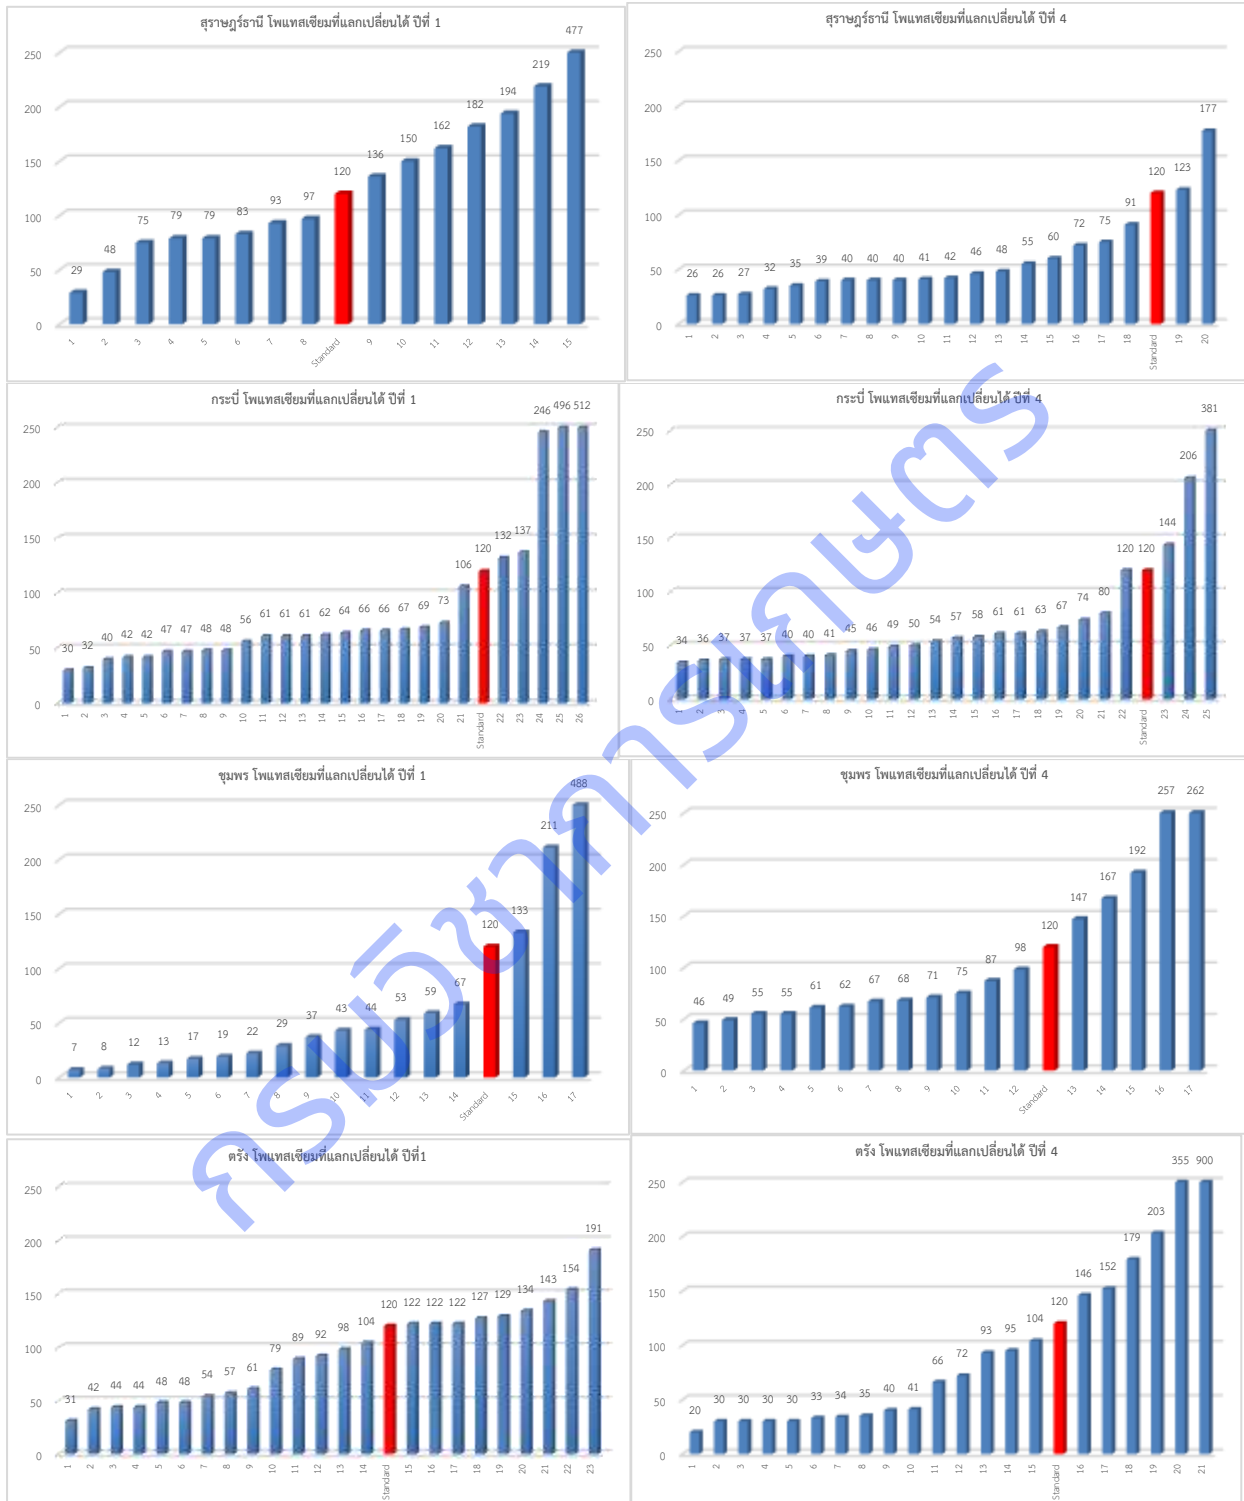 สุราษฎร์ธานี โพแทสเซียมที่แลกเปลี่ยนได้ ปีที่ 1
250
200
150
100
50
0
29 48 75 79 79 83 93 97 120 136 150 162 182 194 219 477
1 2 3 4 5 6 7 8 Standard 9 10 11 12 13 14 15
สุราษฎร์ธานี โพแทสเซียมที่แลกเปลี่ยนได้ ปีที่ 4
250
200
150
100
50
0
26 26 27 32 35 39 40 40 40 41 42 46 48 55 60 72 75 91 120 123 177
1 2 3 4 5 6 7 8 9 10 11 12 13 14 15 16 17 18 Standard 19 20
กระบี่ โพแทสเซียมที่แลกเปลี่ยนได้ ปีที่ 1
250
200
150
100
50
0
30 32 40 42 42 47 47 48 48 56 61 61 61 62 64 66 66 67 69 73 106 120 132 137 246 496 512
1 2 3 4 5 6 7 8 9 10 11 12 13 14 15 16 17 18 19 20 21 Standard 22 23 24 25 26
กระบี่ โพแทสเซียมที่แลกเปลี่ยนได้ ปีที่ 4
250
200
150
100
50
0
34 36 37 37 37 40 40 41 45 46 49 50 54 57 58 61 61 63 67 74 80 120 120 144 206 381
1 2 3 4 5 6 7 8 9 10 11 12 13 14 15 16 17 18 19 20 21 22 Standard 23 24 25
ชุมพร โพแทสเซียมที่แลกเปลี่ยนได้ ปีที่ 1
250
200
150
100
50
0
7 8 12 13 17 19 22 29 37 43 44 53 59 67 120 133 211 488
1 2 3 4 5 6 7 8 9 10 11 12 13 14 Standard 15 16 17
ชุมพร โพแทสเซียมที่แลกเปลี่ยนได้ ปีที่ 4
250
200
150
100
50
0
46 49 55 55 61 62 67 68 71 75 87 98 120 147 167 192 257 262
1 2 3 4 5 6 7 8 9 10 11 12 Standard 13 14 15 16 17
ตรัง โพแทสเซียมที่แลกเปลี่ยนได้ ปีที่1
250
200
150
100
50
0
31 42 44 44 48 48 54 57 61 79 89 92 98 104 120 122 122 122 127 129 134 143 154 191
1 2 3 4 5 6 7 8 9 10 11 12 13 14 Standard 15 16 17 18 19 20 21 22 23
ตรัง โพแทสเซียมที่แลกเปลี่ยนได้ ปีที่ 4
250
200
150
100
50
0
20 30 30 30 30 33 34 35 40 41 66 72 93 95 104 120 146 152 179 203 355 900
1 2 3 4 5 6 7 8 9 10 11 12 13 14 15 Standard 16 17 18 19 20 21
กรมวิชาการเกษตร